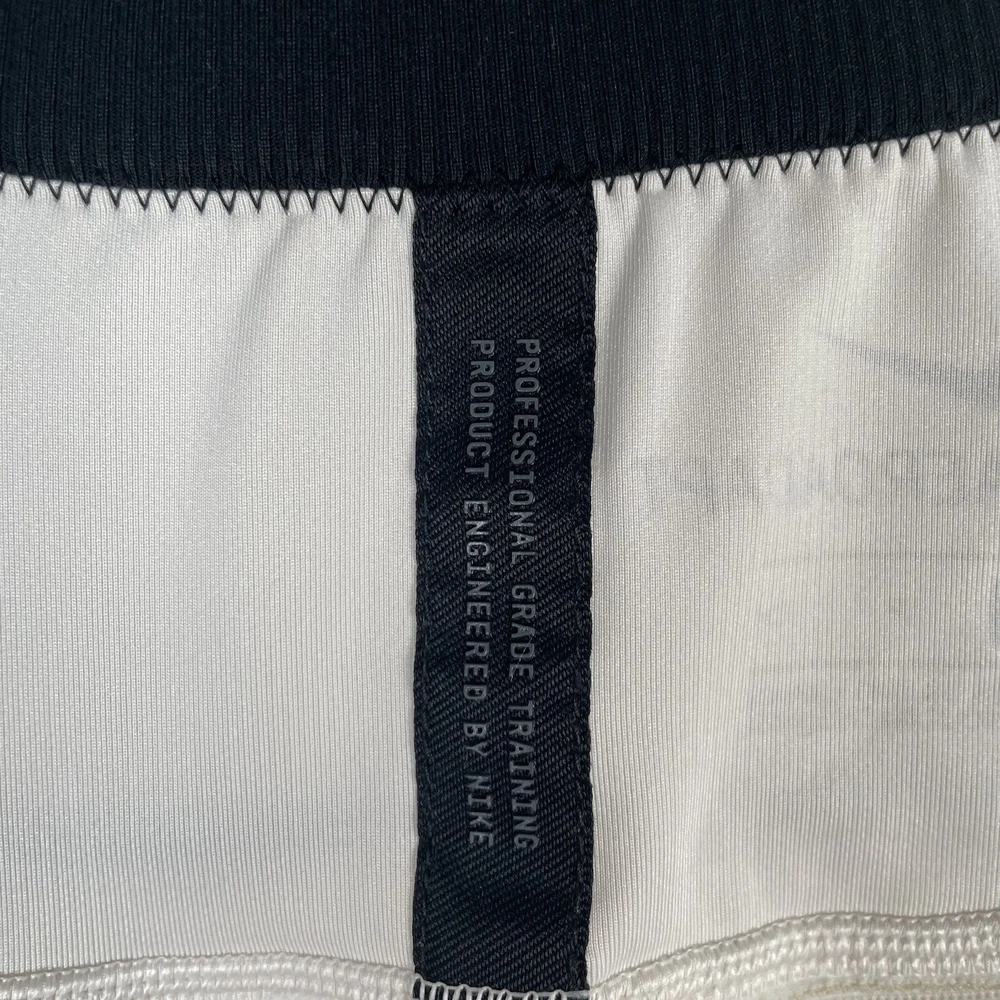 PROFESSIONAL GRADE TRAINING
PRODUCT ENGINEERED BY NIKE